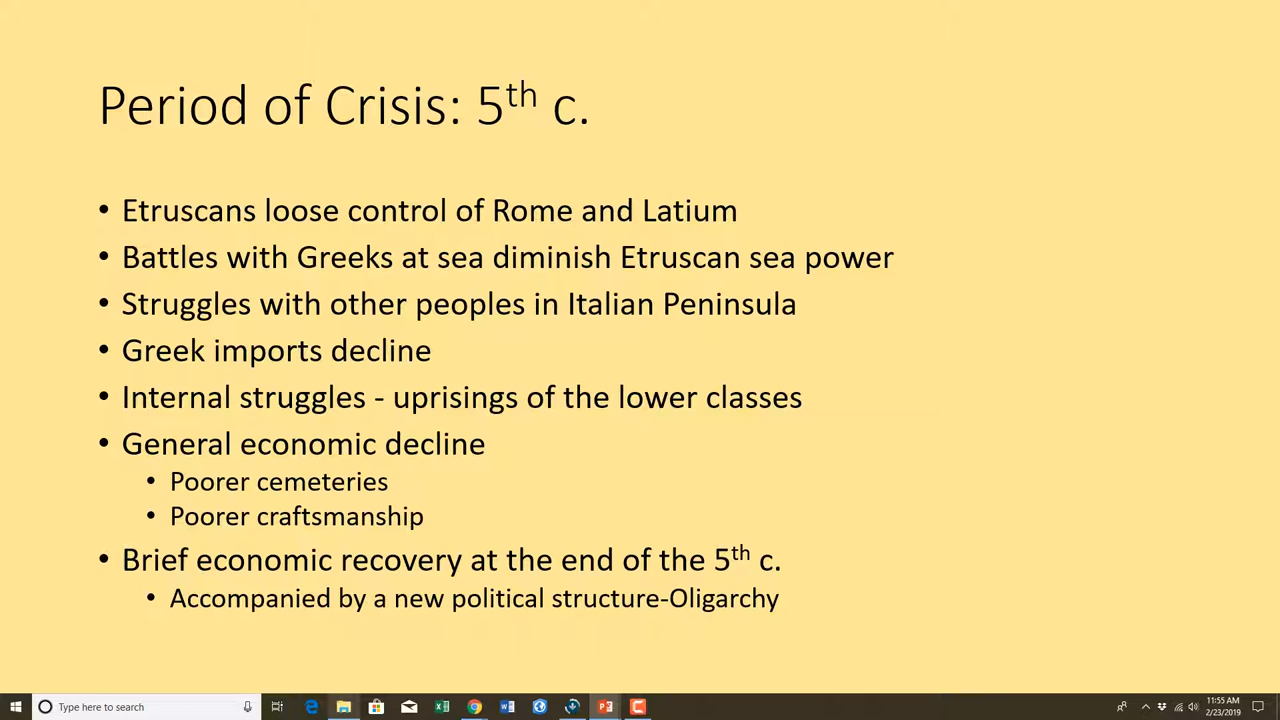 Period of Crisis: 5th c.
• Etruscans loose control of Rome and Latium
• Battles with Greeks at sea diminish Etruscan sea power
• Struggles with other peoples in Italian Peninsula
• Greek imports decline
• Internal struggles - uprisings of the lower classes
• General economic decline
• Poorer cemeteries
• Poorer craftsmanship
• Brief economic recovery at the end of the 5th c.
• Accompanied by a new political structure-Oligarchy
Type here to search
11:55 AM
2/23/2019